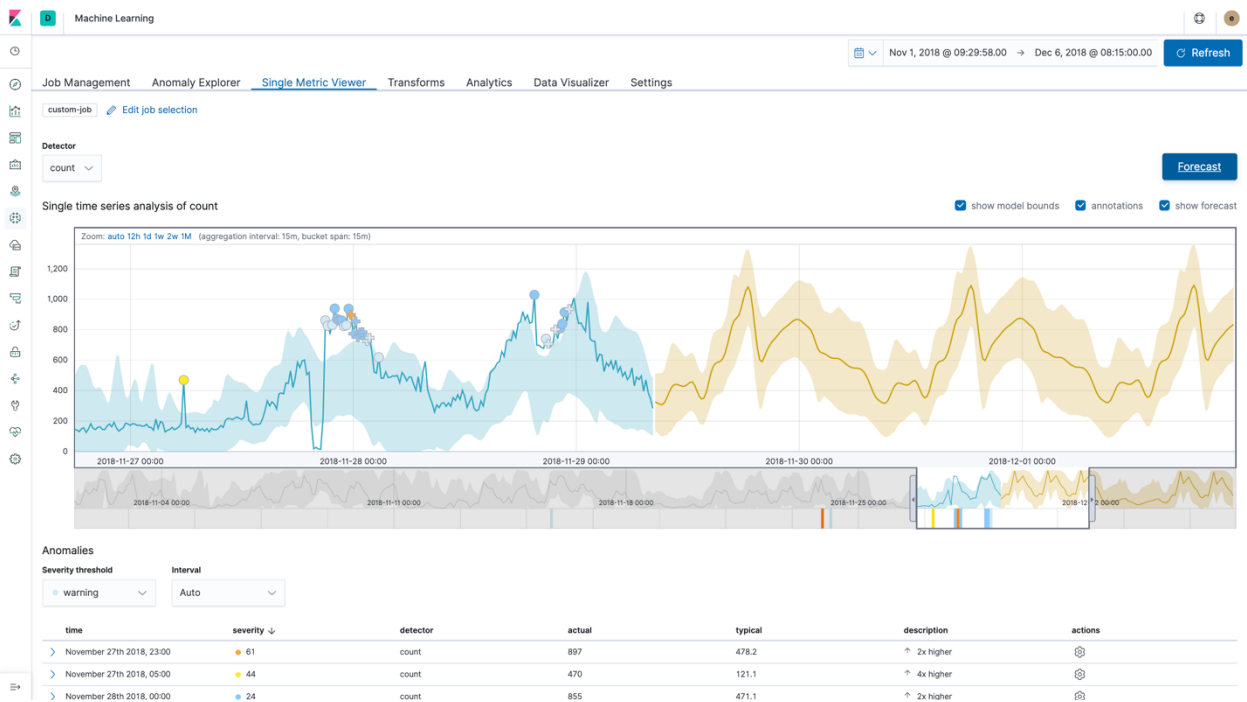 D Machine Learning e
Nov 1, 2018 @ 09:29:58.00 → Dec 6, 2018 @ 08:15:00.00 Refresh
Job Management Anomaly Explorer Single Metric Viewer Transforms Analytics Data Visualizer Settings
custom-job Edit job selection
Detector
count
Forecast
Single time series analysis of count show model bounds annotations show forecast
Zoom: auto 12h 1d 1w 2w 1M (aggregation interval: 15m, bucket span: 15m)
1,200
1,000
800
600
400
200
0
2018-11-27 00:00 2018-11-28 00:00 2018-11-29 00:00 2018-11-30 00:00 2018-12-01 00:00
2018-11-04 00:00 2018-11-11 00:00 2018-11-18 00:00 2018-11-25 00:00 2018-12 2 00:00
Anomalies
Severity threshold Interval
warning Auto
time severity ↓ detector actual typical description actions
November 27th 2018, 23:00 61 count 897 478.2 ↑ 2x higher
November 27th 2018, 05:00 44 count 470 121.1 ↑ 4x higher
November 28th 2018, 00:00 24 count 855 471.1 ↑ 2x higher